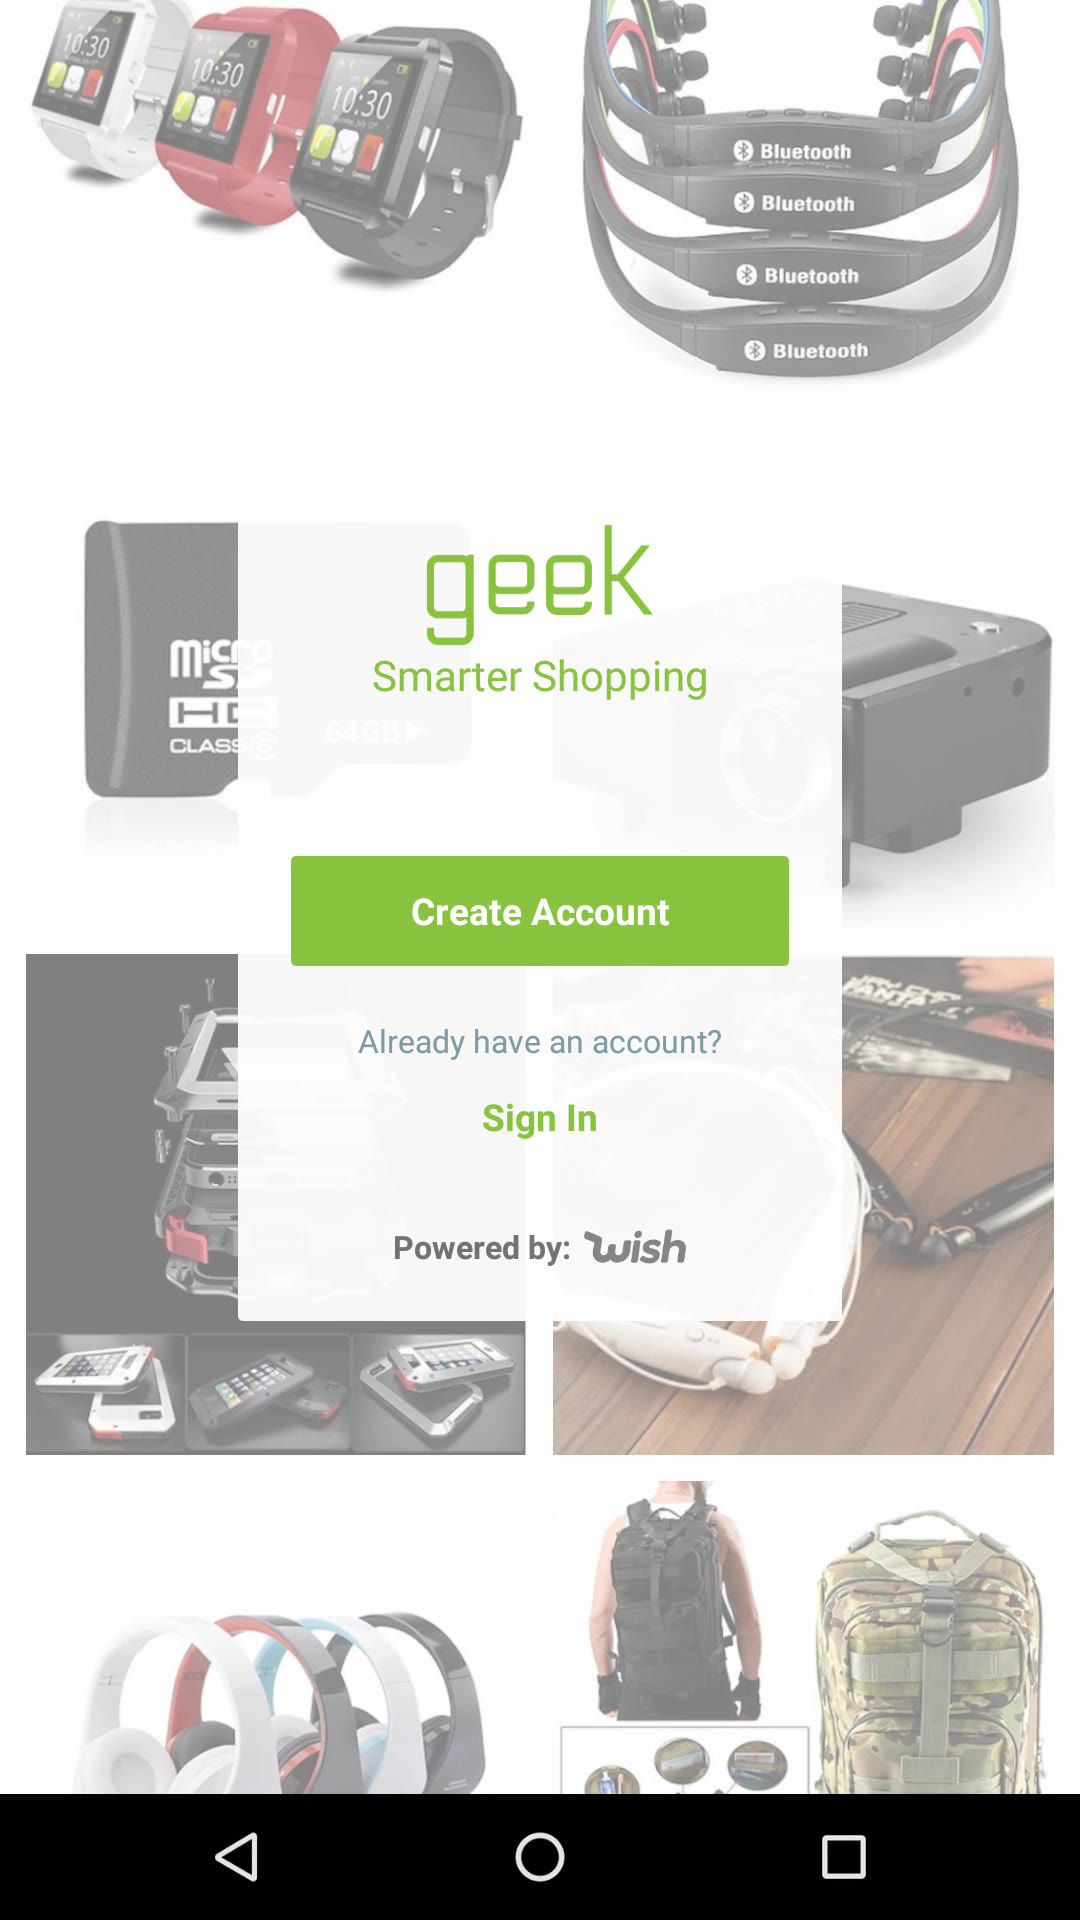 10:30
10:30
10:30
Bluetooth
Bluetooth
Bluetooth
Bluetooth
geek
Smarter Shopping
micro
HC
CLASS 6
64GB
Create Account
FANTA
Already have an account?
Sign In
Powered by: wish